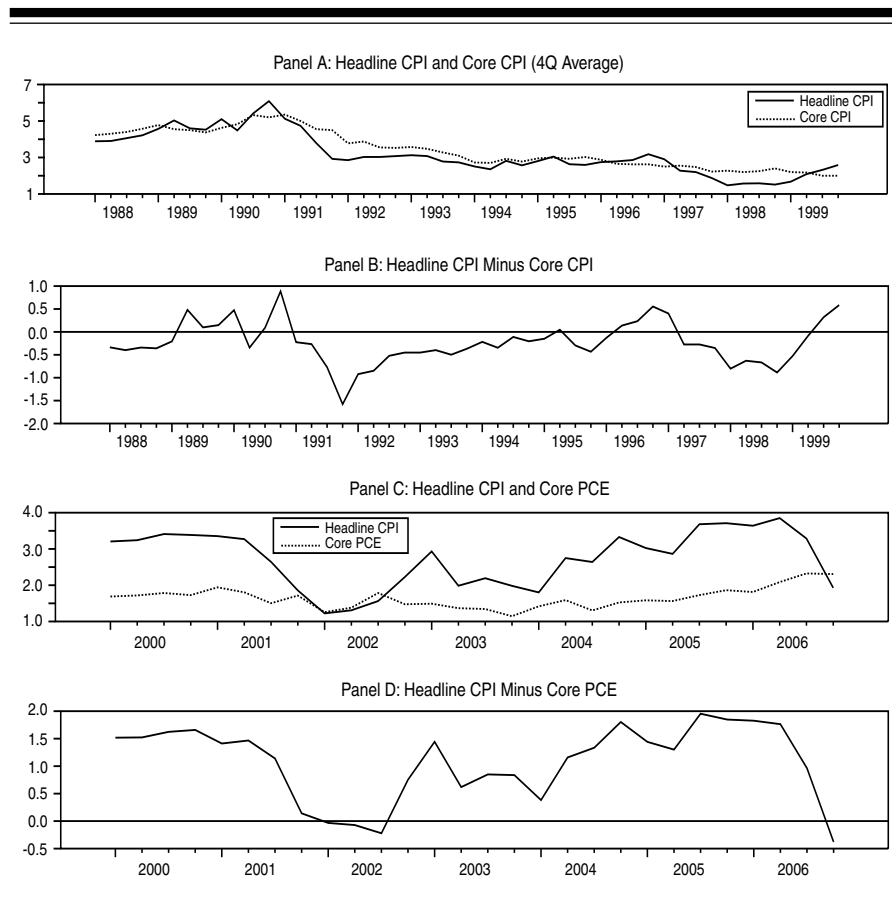 Panel A: Headline CPI and Core CPI (4Q Average)
7
5
3
1
Headline CPI
Core CPI
1988 1989 1990 1991 1992 1993 1994 1995 1996 1997 1998 1999
Panel B: Headline CPI Minus Core CPI
1.0
0.5
0.0
-0.5
-1.0
-1.5
-2.0
1988 1989 1990 1991 1992 1993 1994 1995 1996 1997 1998 1999
Panel C: Headline CPI and Core PCE
4.0
3.0
2.0
1.0
Headline CPI
Core PCE
2000 2001 2002 2003 2004 2005 2006
Panel D: Headline CPI Minus Core PCE
2.0
1.5
1.0
0.5
0.0
-0.5
2000 2001 2002 2003 2004 2005 2006